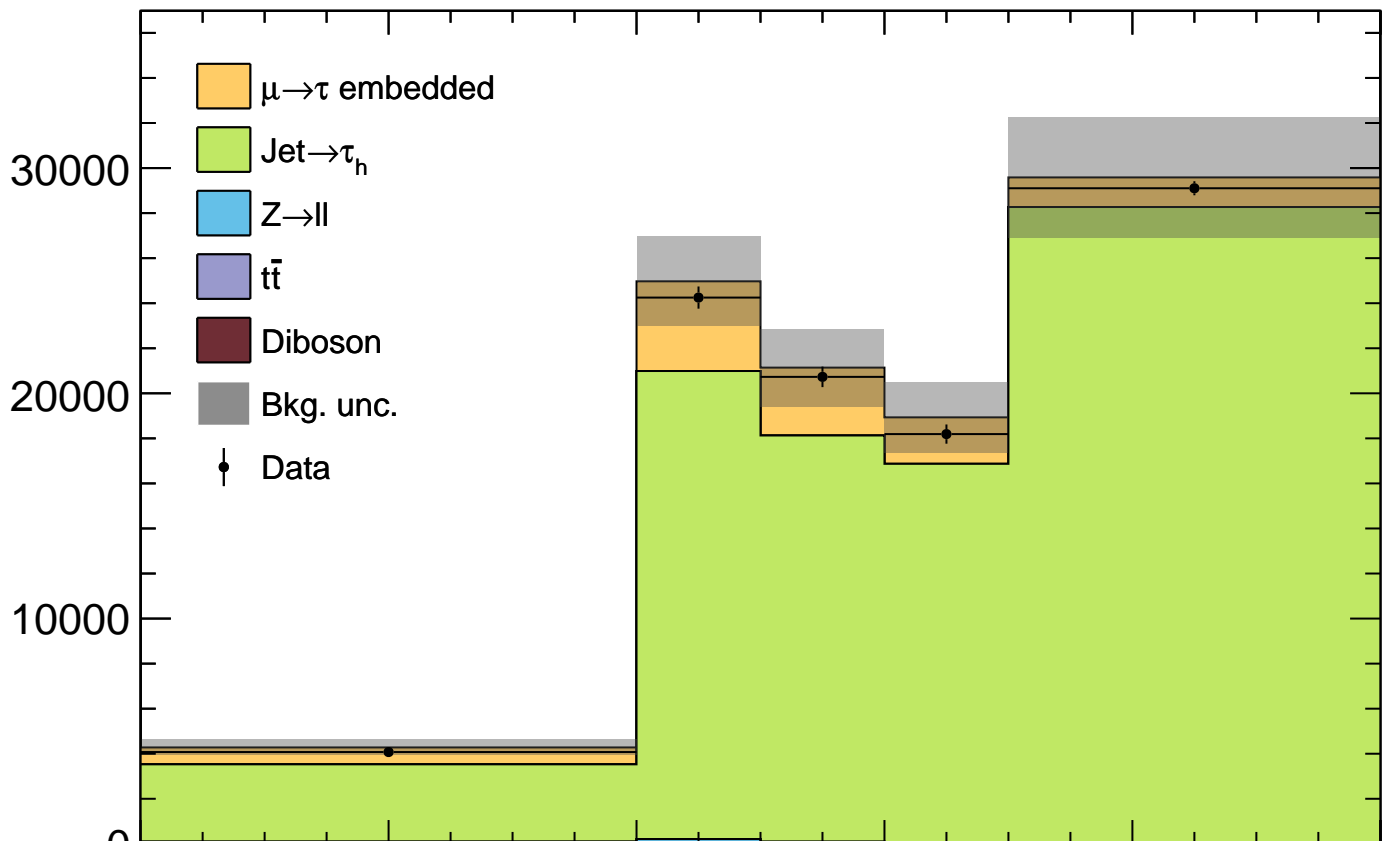 μ→τ embedded
Jet→τh
Z→ll
tt̄
Diboson
Bkg. unc.
Data
30000
20000
10000
0